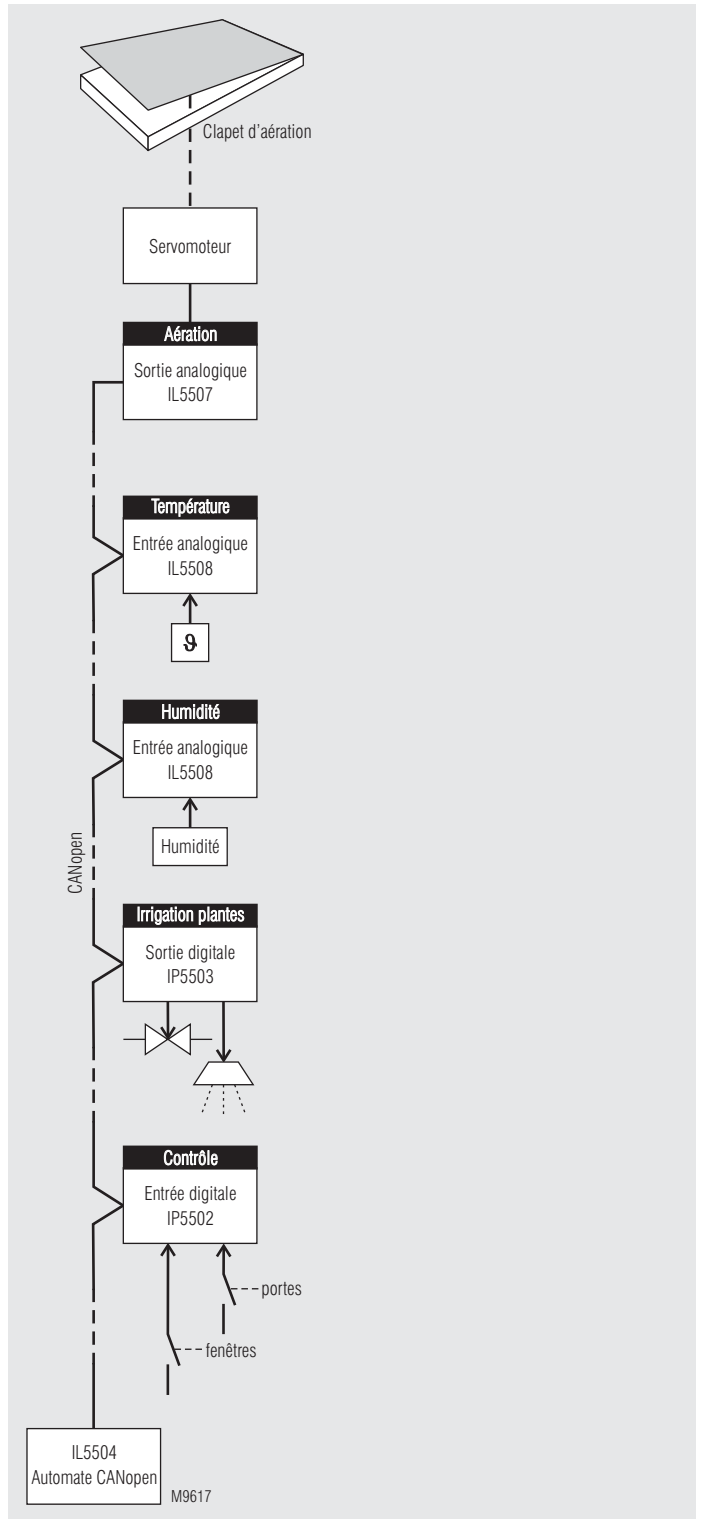 Clapet d'aération
Servomoteur
Aération
Sortie analogique
IL5507
Température
Entrée analogique
IL5508
ϑ
Humidité
Entrée analogique
IL5508
Humidité
CANopen
Irrigation plantes
Sortie digitale
IP5503
Contrôle
Entrée digitale
IP5502
portes
fenêtres
IL5504
Automate CANopen
M9617